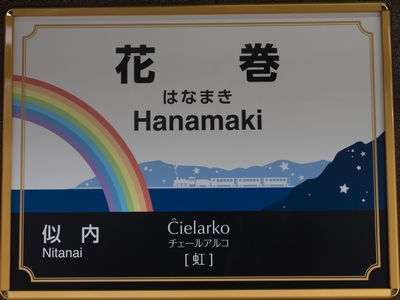 花巻
はなまき
Hanamaki
似内
Nitanai
Ĉielarko
チェールアルコ
[虹]